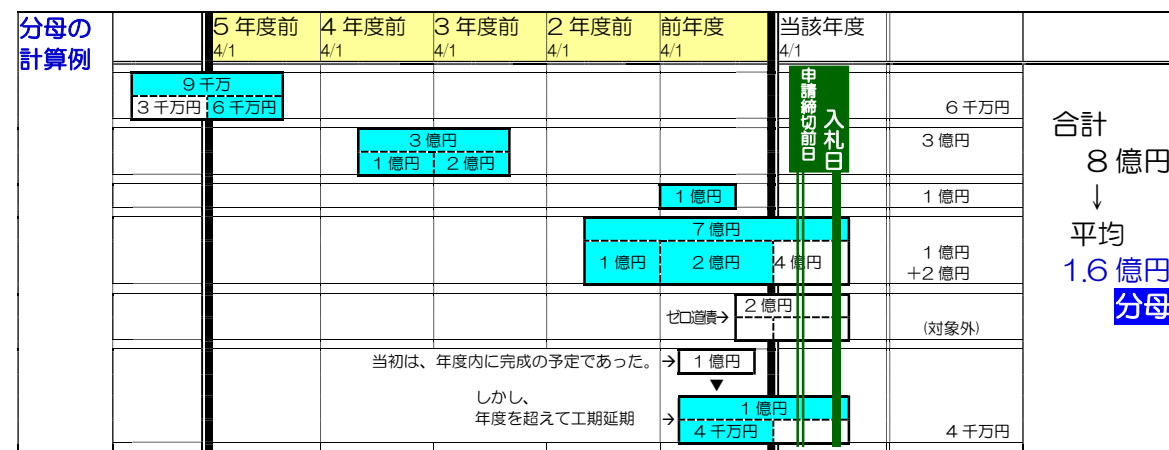 分母の
計算例
５年度前 ４年度前 ３年度前 ２年度前 前年度 当該年度
4/1 4/1 4/1 4/1 4/1 4/1
申請締切前日
入札日
９千万
３千万円 ６千万円 ６千万円
３億円 ３億円
１億円 ２億円
１億円 １億円
７億円
１億円 ２億円 ４億円 １億円
＋２億円
２億円
ゼロ道債→ (対象外)
当初は、年度内に完成の予定であった。→ １億円
▼
しかし、
年度を超えて工期延期 → １億円
４千万円 ４千万円
合計
８億円
↓
平均
１.６億円
分母